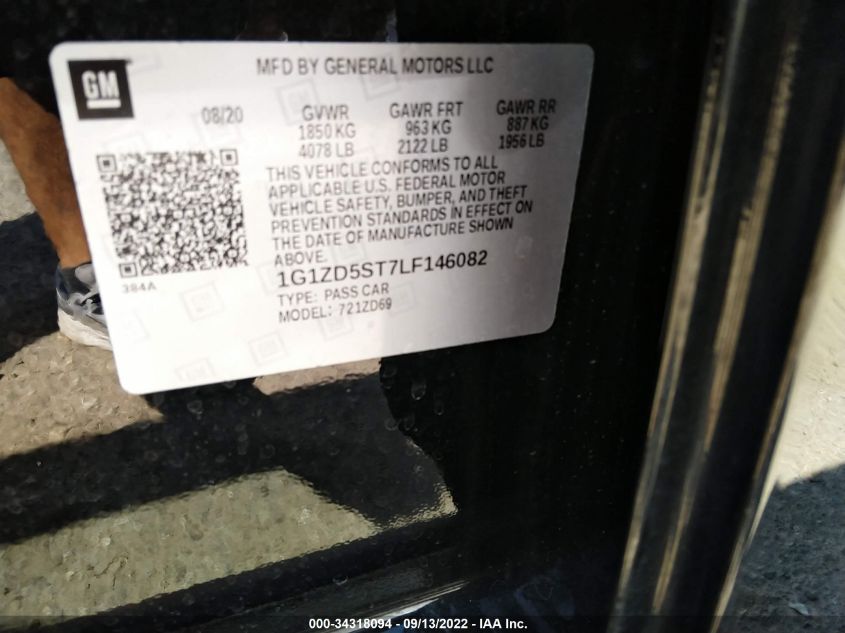 GM
MFD BY GENERAL MOTORS LLC
08/20
GVWR
1850 KG
4078 LB
GAWR FRT
963 KG
2122 LB
GAWR RR
887 KG
1956 LB
THIS VEHICLE CONFORMS TO ALL
APPLICABLE U.S. FEDERAL MOTOR
VEHICLE SAFETY, BUMPER, AND THEFT
PREVENTION STANDARDS IN EFFECT ON
THE DATE OF MANUFACTURE SHOWN
ABOVE.
384A
1G1ZD5ST7LF146082
TYPE: PASS CAR
MODEL: 721ZD69
000-34318094 - 09/13/2022 - IAA Inc.